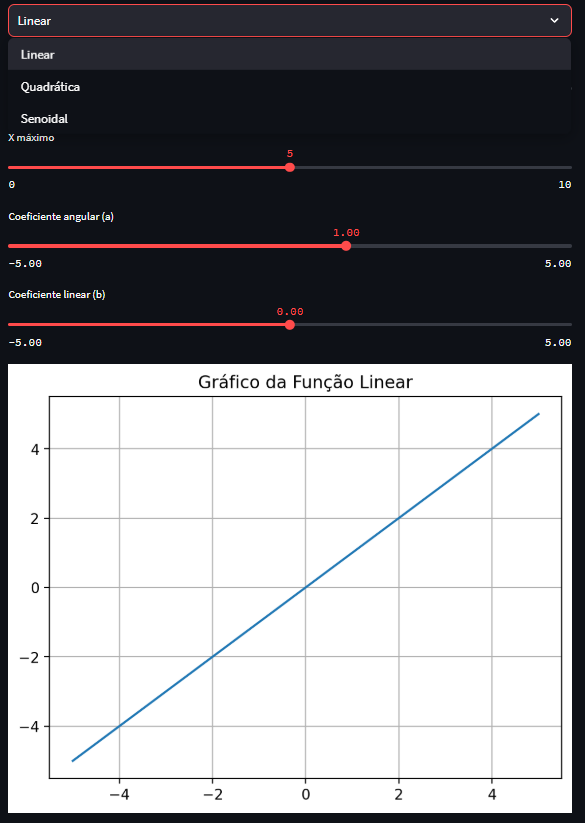 Linear
Linear
Quadrática
Senoidal
X máximo
5
0 10
Coeficiente angular (a)
1.00
-5.00 5.00
Coeficiente linear (b)
0.00
-5.00 5.00
Gráfico da Função Linear
4
2
0
−2
−4
−4 −2 0 2 4